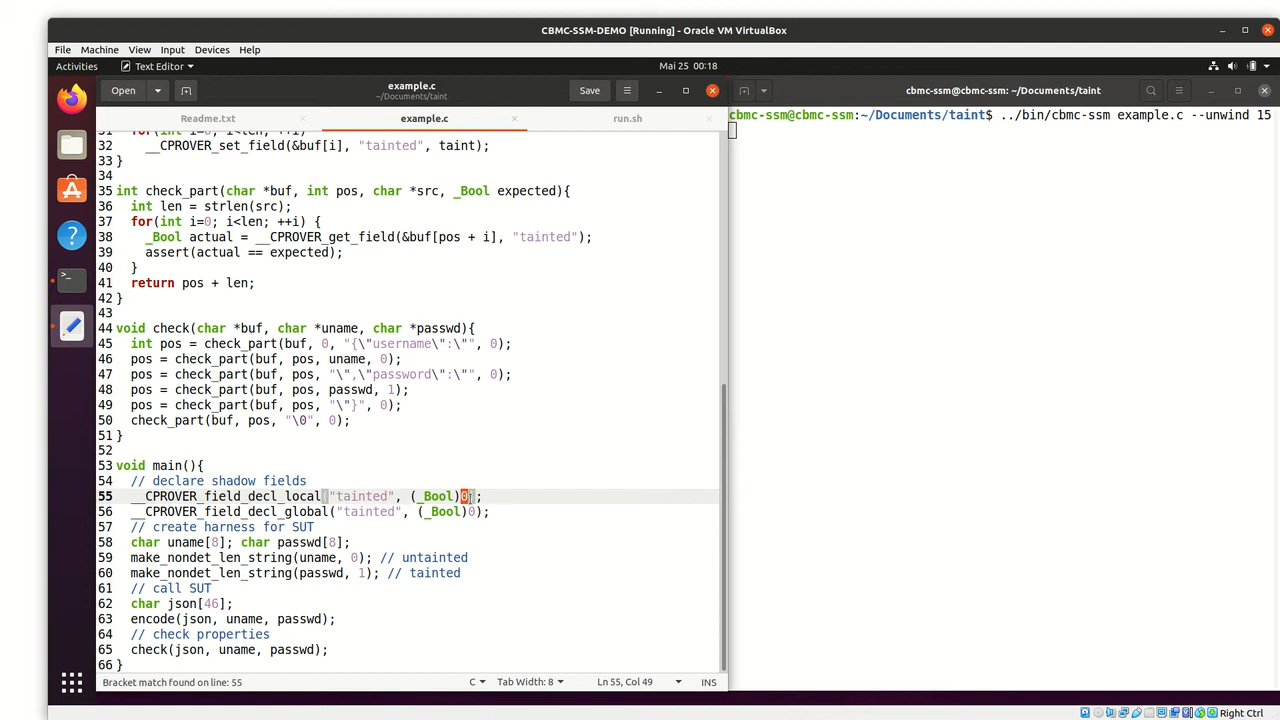 CBMC-SSM-DEMO [Running] - Oracle VM VirtualBox
File Machine View Input Devices Help
Activities Text Editor Mai 25 00:18
Open example.c Save
~/Documents/taint
cbmc-ssm@cbmc-ssm: ~/Documents/taint
Readme.txt example.c run.sh
for(int i=0; i<len; ++i)
32 __CPROVER_set_field(&buf[i], "tainted", taint);
33 }
34
35 int check_part(char *buf, int pos, char *src, _Bool expected){
36 int len = strlen(src);
37 for(int i=0; i<len; ++i) {
38 _Bool actual = __CPROVER_get_field(&buf[pos + i], "tainted");
39 assert(actual == expected);
40 }
41 return pos + len;
42 }
43
44 void check(char *buf, char *uname, char *passwd){
45 int pos = check_part(buf, 0, "{\"username\":\"", 0);
46 pos = check_part(buf, pos, uname, 0);
47 pos = check_part(buf, pos, "\",\"password\":\"", 0);
48 pos = check_part(buf, pos, passwd, 1);
49 pos = check_part(buf, pos, "\"}", 0);
50 check_part(buf, pos, "\0", 0);
51 }
52
53 void main(){
54 // declare shadow fields
55 __CPROVER_field_decl_local("tainted", (_Bool)0);
56 __CPROVER_field_decl_global("tainted", (_Bool)0);
57 // create harness for SUT
58 char uname[8]; char passwd[8];
59 make_nondet_len_string(uname, 0); // untainted
60 make_nondet_len_string(passwd, 1); // tainted
61 // call SUT
62 char json[46];
63 encode(json, uname, passwd);
64 // check properties
65 check(json, uname, passwd);
66 }
Bracket match found on line: 55 C Tab Width: 8 Ln 55, Col 49 INS
cbmc-ssm@cbmc-ssm:~/Documents/taint$ ../bin/cbmc-ssm example.c --unwind 15
Right Ctrl